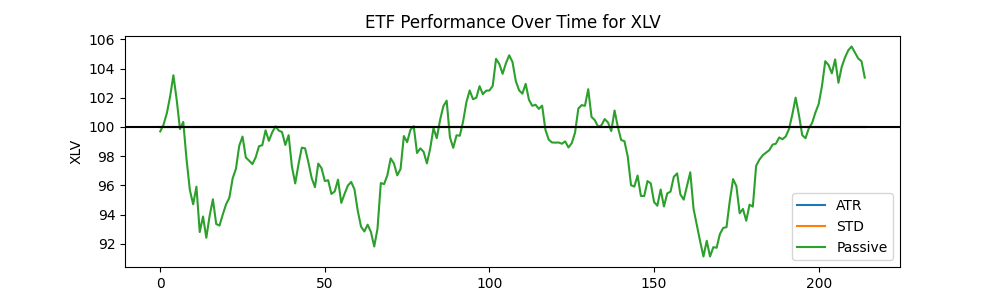 ETF Performance Over Time for XLV
106
104
102
100
98
96
94
92
XLV
ATR
STD
Passive
0 50 100 150 200